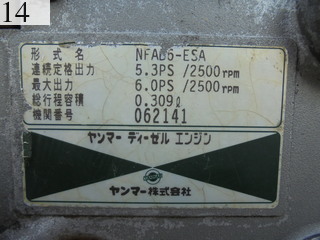 14
形式名 NFAD6-ESA
連続定格出力 5.3PS/2500rpm
最大出力 6.0PS/2500rpm
総行程容積 0.309ℓ
機関番号 062141
ヤンマー ディーゼル エンジン
ヤンマー株式会社